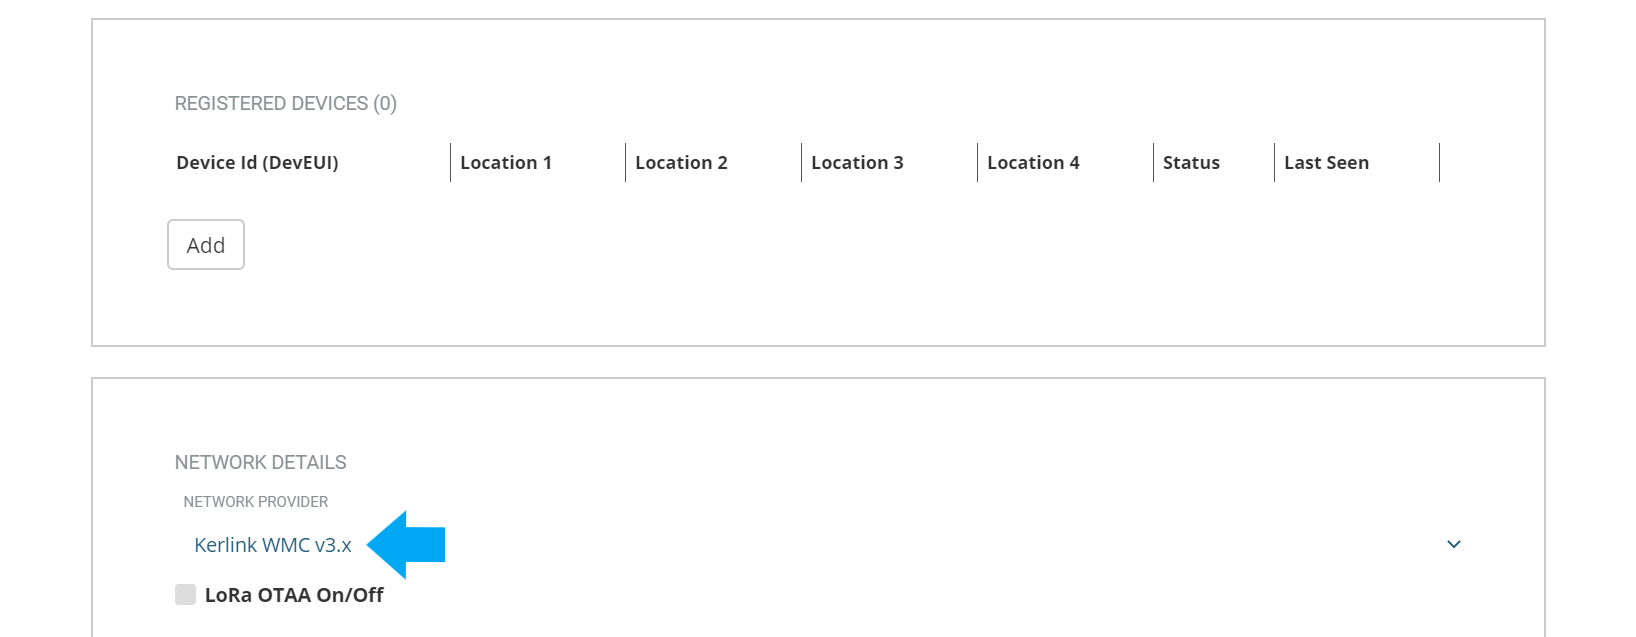 REGISTERED DEVICES (0)
Device Id (DevEUI) Location 1 Location 2 Location 3 Location 4 Status Last Seen
Add
NETWORK DETAILS
NETWORK PROVIDER
Kerlink WMC v3.x
LoRa OTAA On/Off